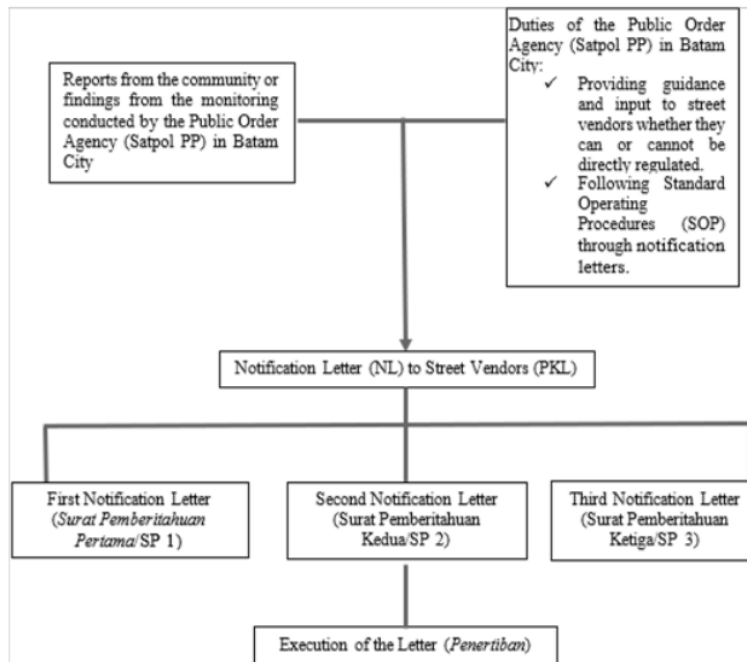 Reports from the community or
findings from the monitoring
conducted by the Public Order
Agency (Satpol PP) in Batam
City
Duties of the Public Order
Agency (Satpol PP) in Batam
City:
✓ Providing guidance
and input to street
vendors whether they
can or cannot be
directly regulated.
✓ Following Standard
Operating
Procedures (SOP)
through notification
letters.
Notification Letter (NL) to Street Vendors (PKL)
First Notification Letter
(Surat Pemberitahuan
Pertama/SP 1)
Second Notification Letter
(Surat Pemberitahuan
Kedua/SP 2)
Third Notification Letter
(Surat Pemberitahuan
Ketiga/SP 3)
Execution of the Letter (Penertiban)